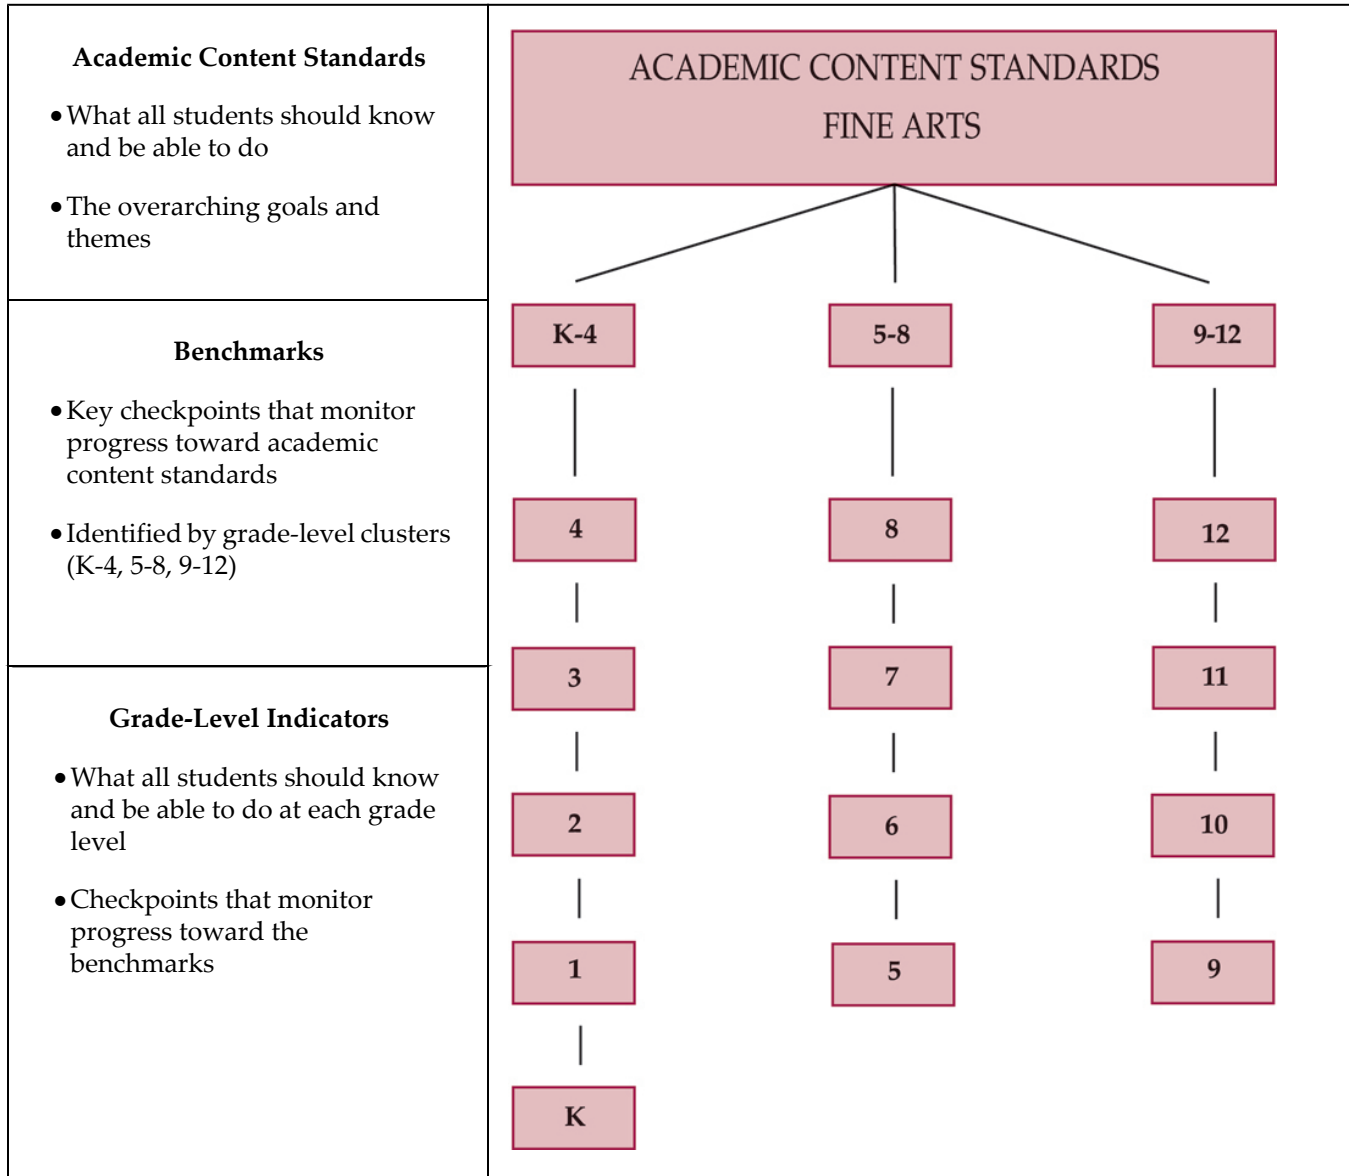 Academic Content Standards
•What all students should know
and be able to do
•The overarching goals and
themes
Benchmarks
•Key checkpoints that monitor
progress toward academic
content standards
•Identified by grade-level clusters
(K-4, 5-8, 9-12)
Grade-Level Indicators
•What all students should know
and be able to do at each grade
level
•Checkpoints that monitor
progress toward the
benchmarks
ACADEMIC CONTENT STANDARDS
FINE ARTS
K-4
5-8
9-12
4
8
12
3
7
11
2
6
10
1
5
9
K